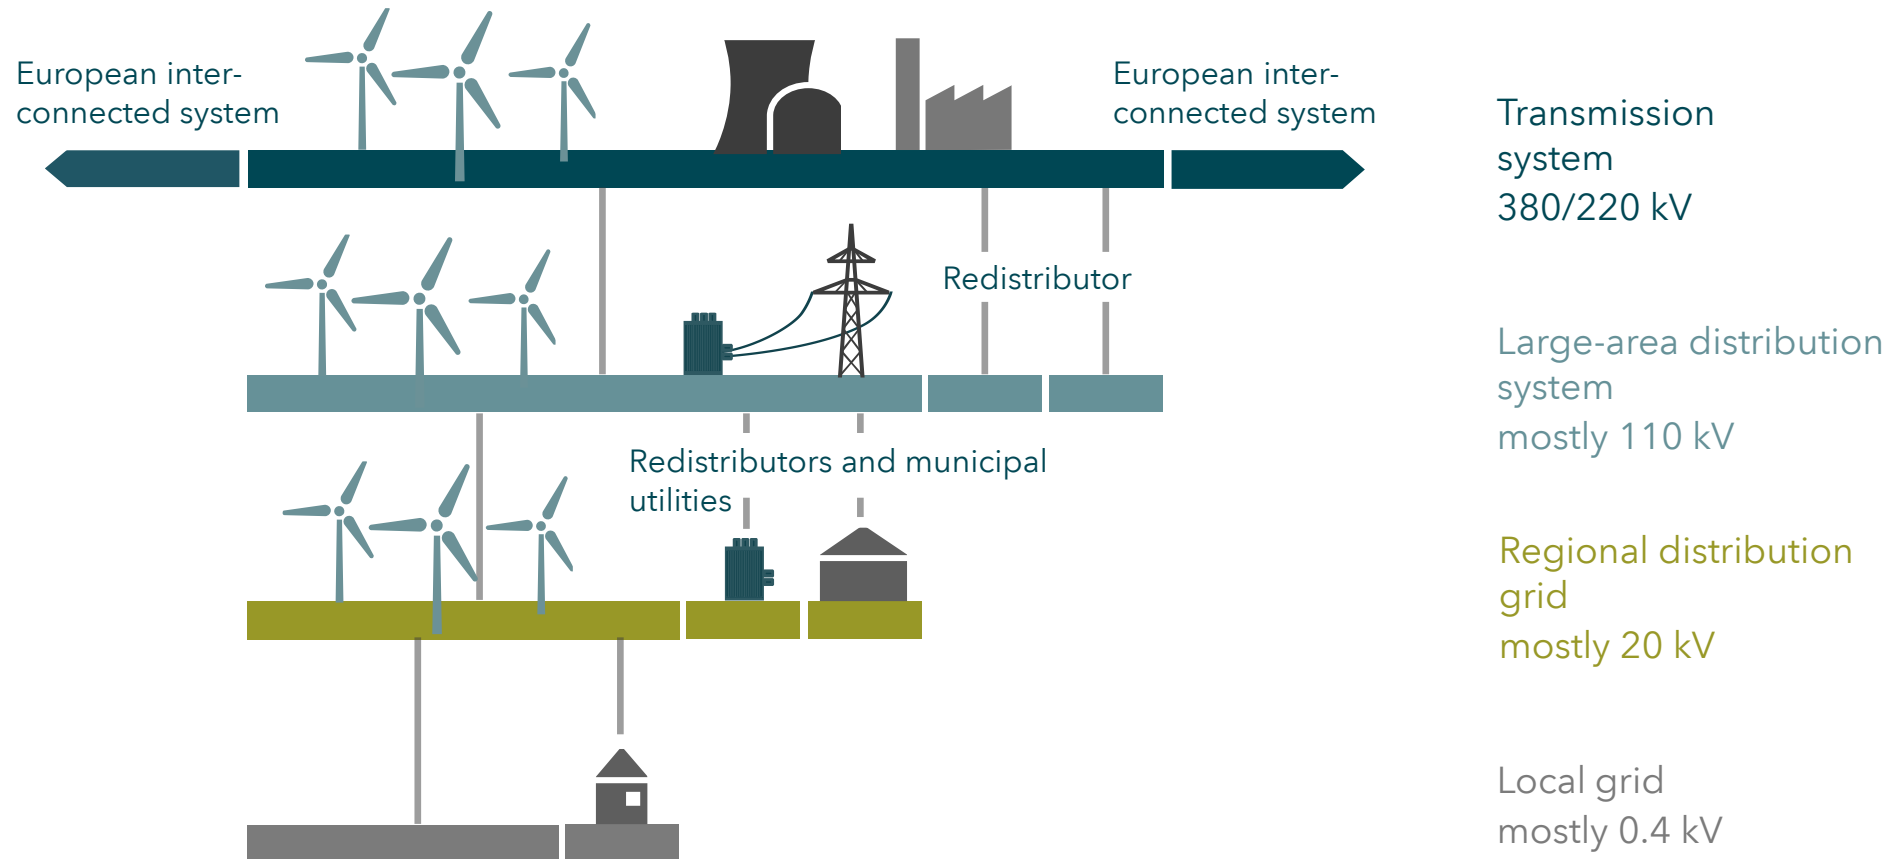 European inter-
connected system
European inter-
connected system
Transmission
system
380/220 kV
Redistributor
Large-area distribution
system
mostly 110 kV
Redistributors and municipal
utilities
Regional distribution
grid
mostly 20 kV
Local grid
mostly 0.4 kV